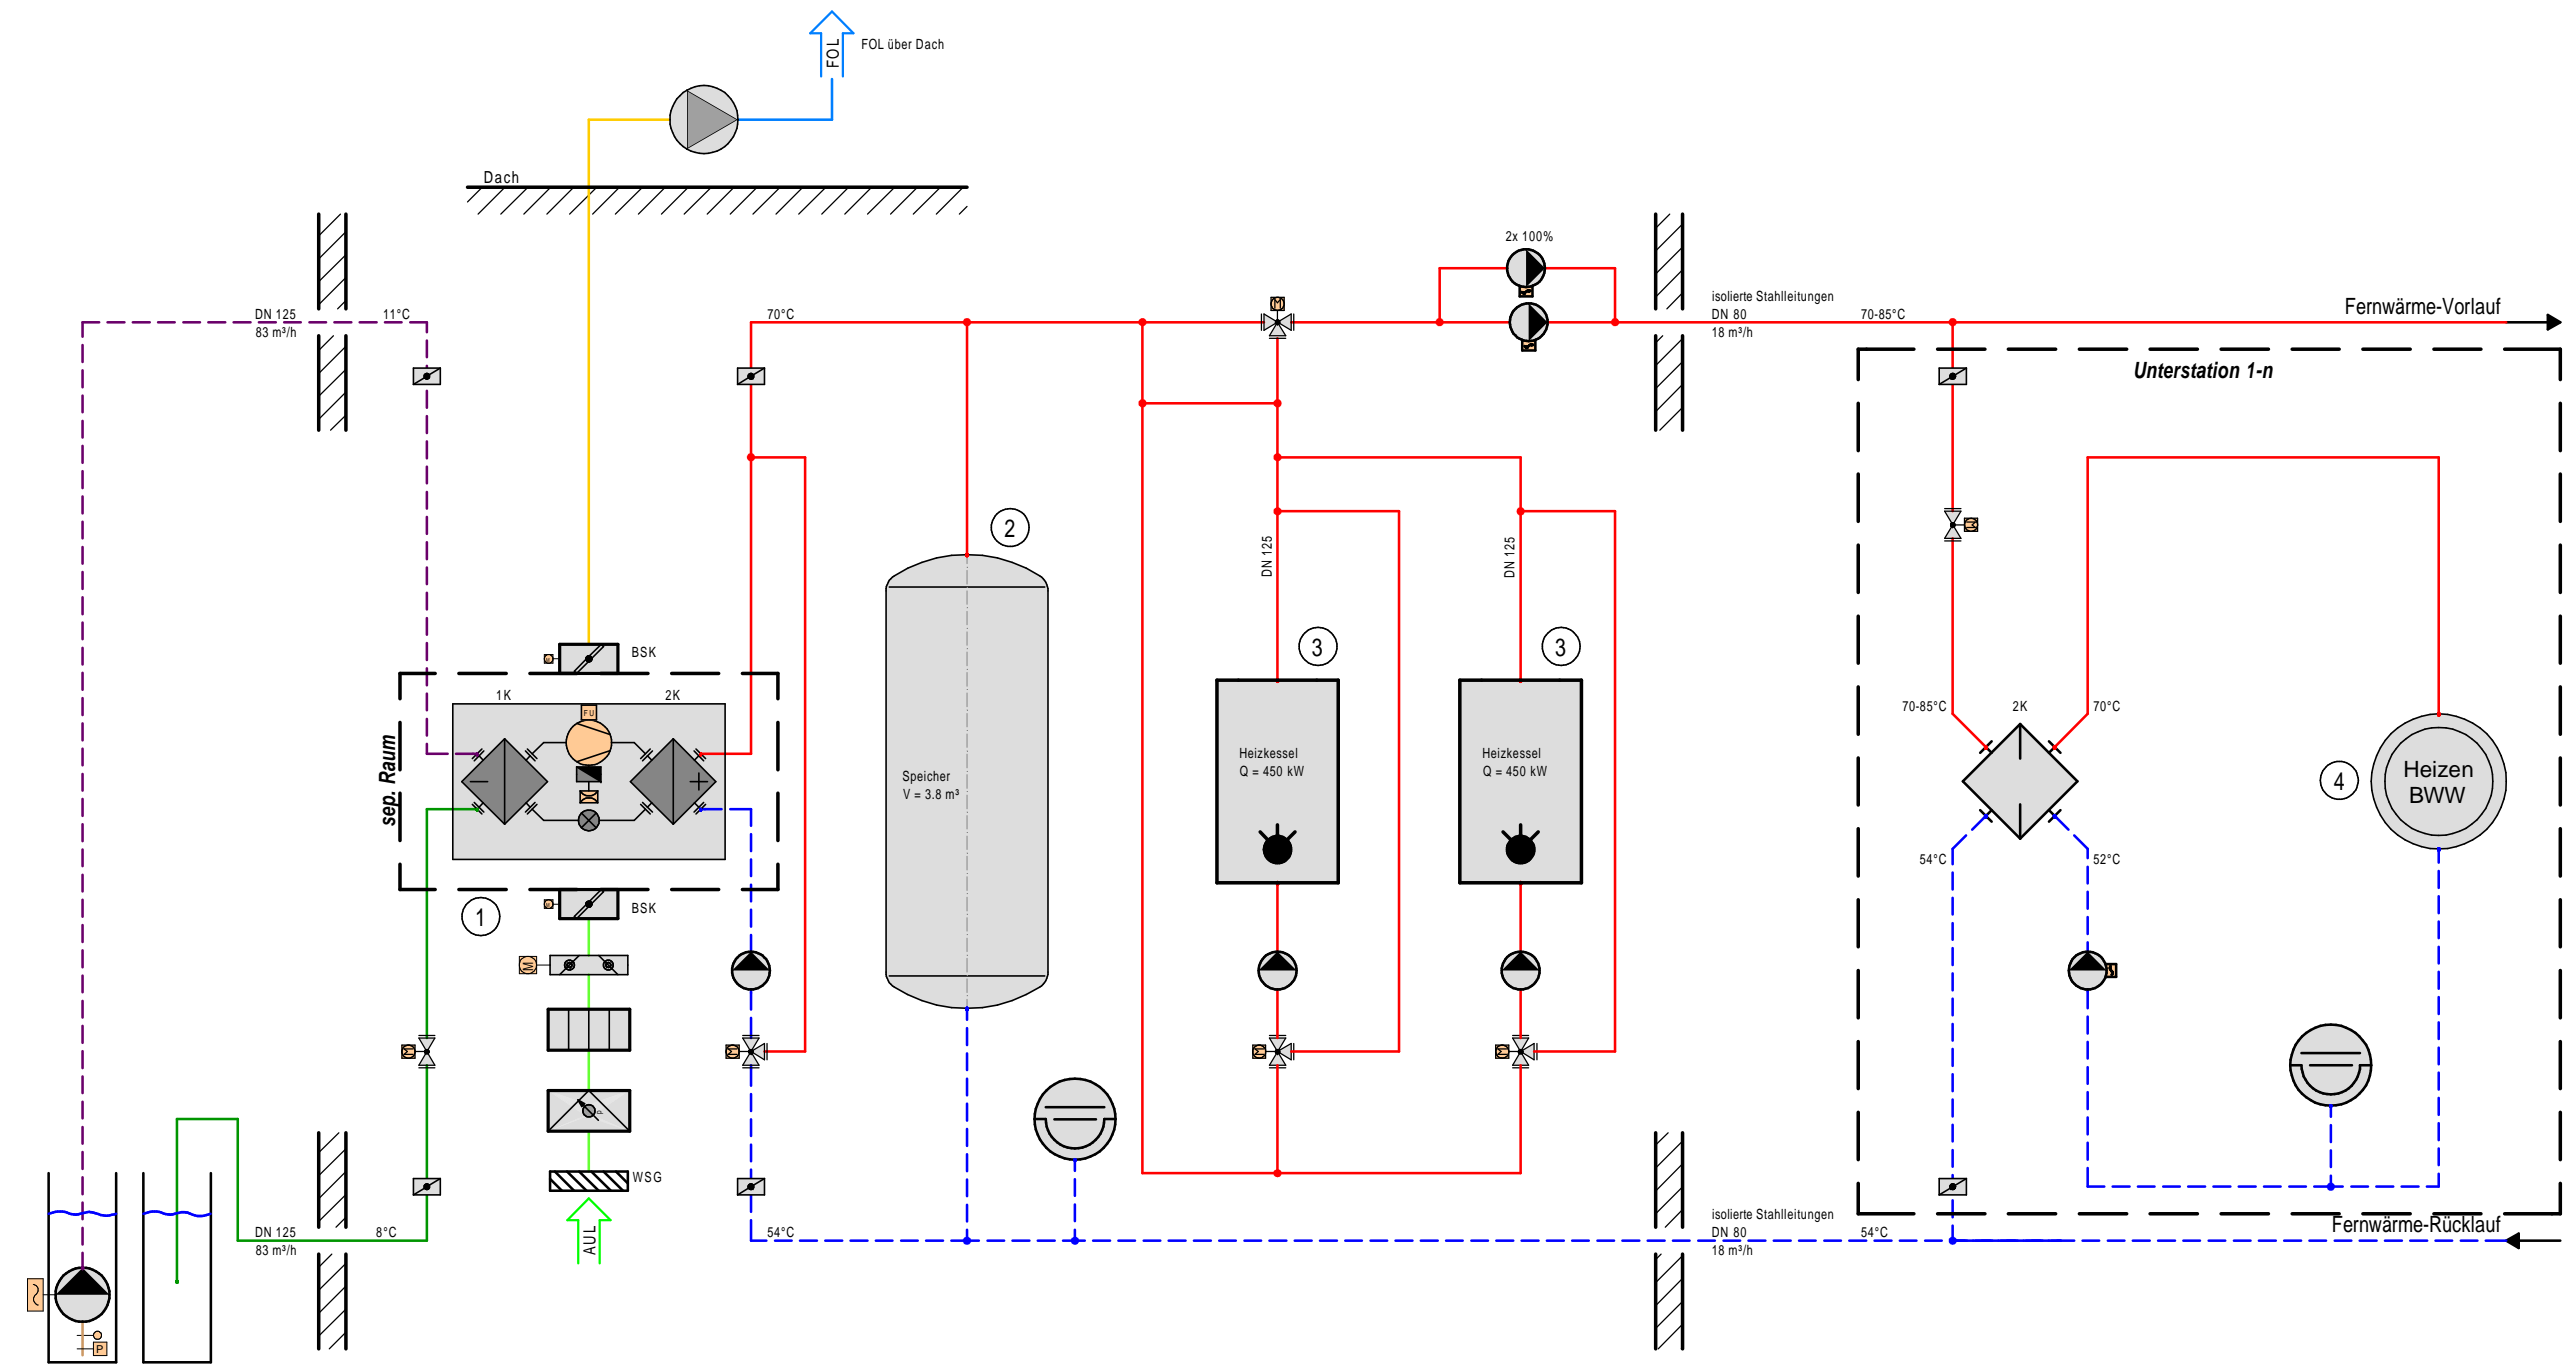 FOL
FOL über Dach
Dach
2x 100%
DN 125
83 m³/h
11°C
70°C
M
isolierte Stahlleitungen
DN 80
18 m³/h
70-85°C
Fernwärme-Vorlauf
Unterstation 1-n
2
DN 125
DN 125
3
3
BSK
sep. Raum
1K
2K
FU
Speicher
V = 3.8 m³
Heizkessel
Q = 450 kW
Heizkessel
Q = 450 kW
70-85°C
2K
70°C
4
Heizen
BWW
54°C
52°C
1
BSK
M
M
M
M
M
M
P
WSG
AUL
DN 125
83 m³/h
8°C
54°C
isolierte Stahlleitungen
DN 80
18 m³/h
54°C
Fernwärme-Rücklauf
P